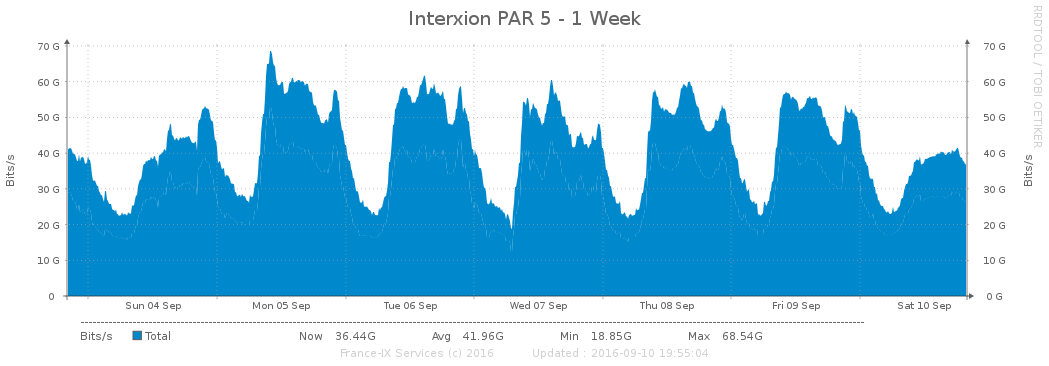 Interxion PAR 5 - 1 Week
RRDTOOL / TOBI OETIKER
Bits/s
70 G
60 G
50 G
40 G
30 G
20 G
10 G
0
70 G
60 G
50 G
40 G
30 G
20 G
10 G
0 G
Bits/s
Sun 04 Sep Mon 05 Sep Tue 06 Sep Wed 07 Sep Thu 08 Sep Fri 09 Sep Sat 10 Sep
Bits/s Total Now 36.44G Avg 41.96G Min 18.85G Max 68.54G
France-IX Services (c) 2016 Updated : 2016-09-10 19:55:04